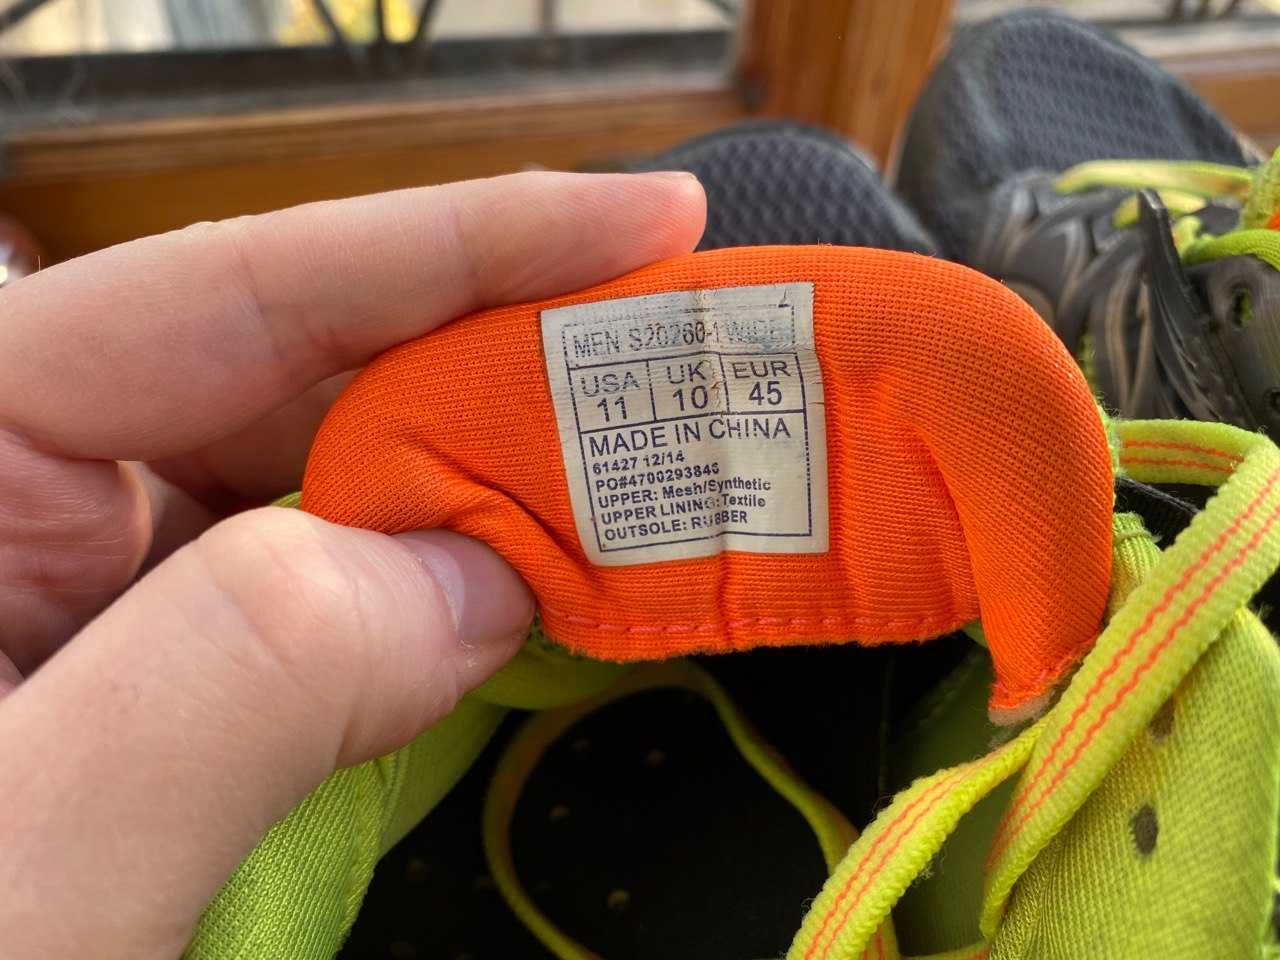 MEN S20260-1 WIDE
USA UK EUR
11 10 45
MADE IN CHINA
61427 12/14
PO#4700293846
UPPER: Mesh/Synthetic
UPPER LINING: Textile
OUTSOLE: RUBBER